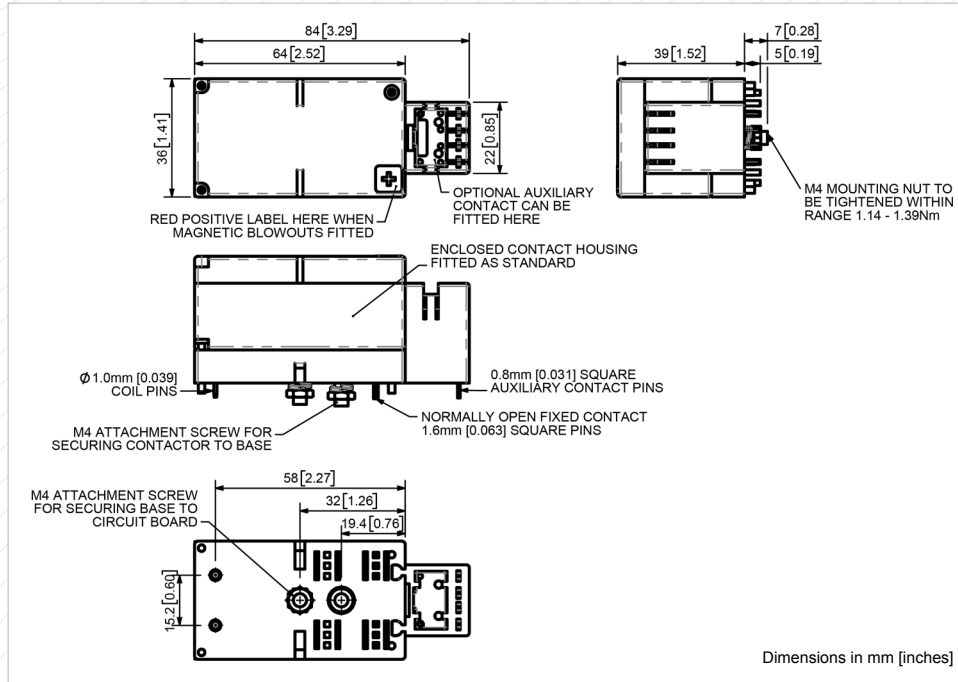 84[3.29]
64[2.52]
36[1.41]
22[0.85]
RED POSITIVE LABEL HERE WHEN
MAGNETIC BLOWOUTS FITTED
OPTIONAL AUXILIARY
CONTACT CAN BE
FITTED HERE
7[0.28]
39[1.52]
5[0.19]
M4 MOUNTING NUT TO
BE TIGHTENED WITHIN
RANGE 1.14 - 1.39Nm
ENCLOSED CONTACT HOUSING
FITTED AS STANDARD
Φ1.0mm [0.039]
COIL PINS
0.8mm [0.031] SQUARE
AUXILIARY CONTACT PINS
M4 ATTACHMENT SCREW FOR
SECURING CONTACTOR TO BASE
NORMALLY OPEN FIXED CONTACT
1.6mm [0.063] SQUARE PINS
58[2.27]
M4 ATTACHMENT SCREW
FOR SECURING BASE TO
CIRCUIT BOARD
32[1.26]
19.4[0.76]
15.2[0.60]
Dimensions in mm [inches]